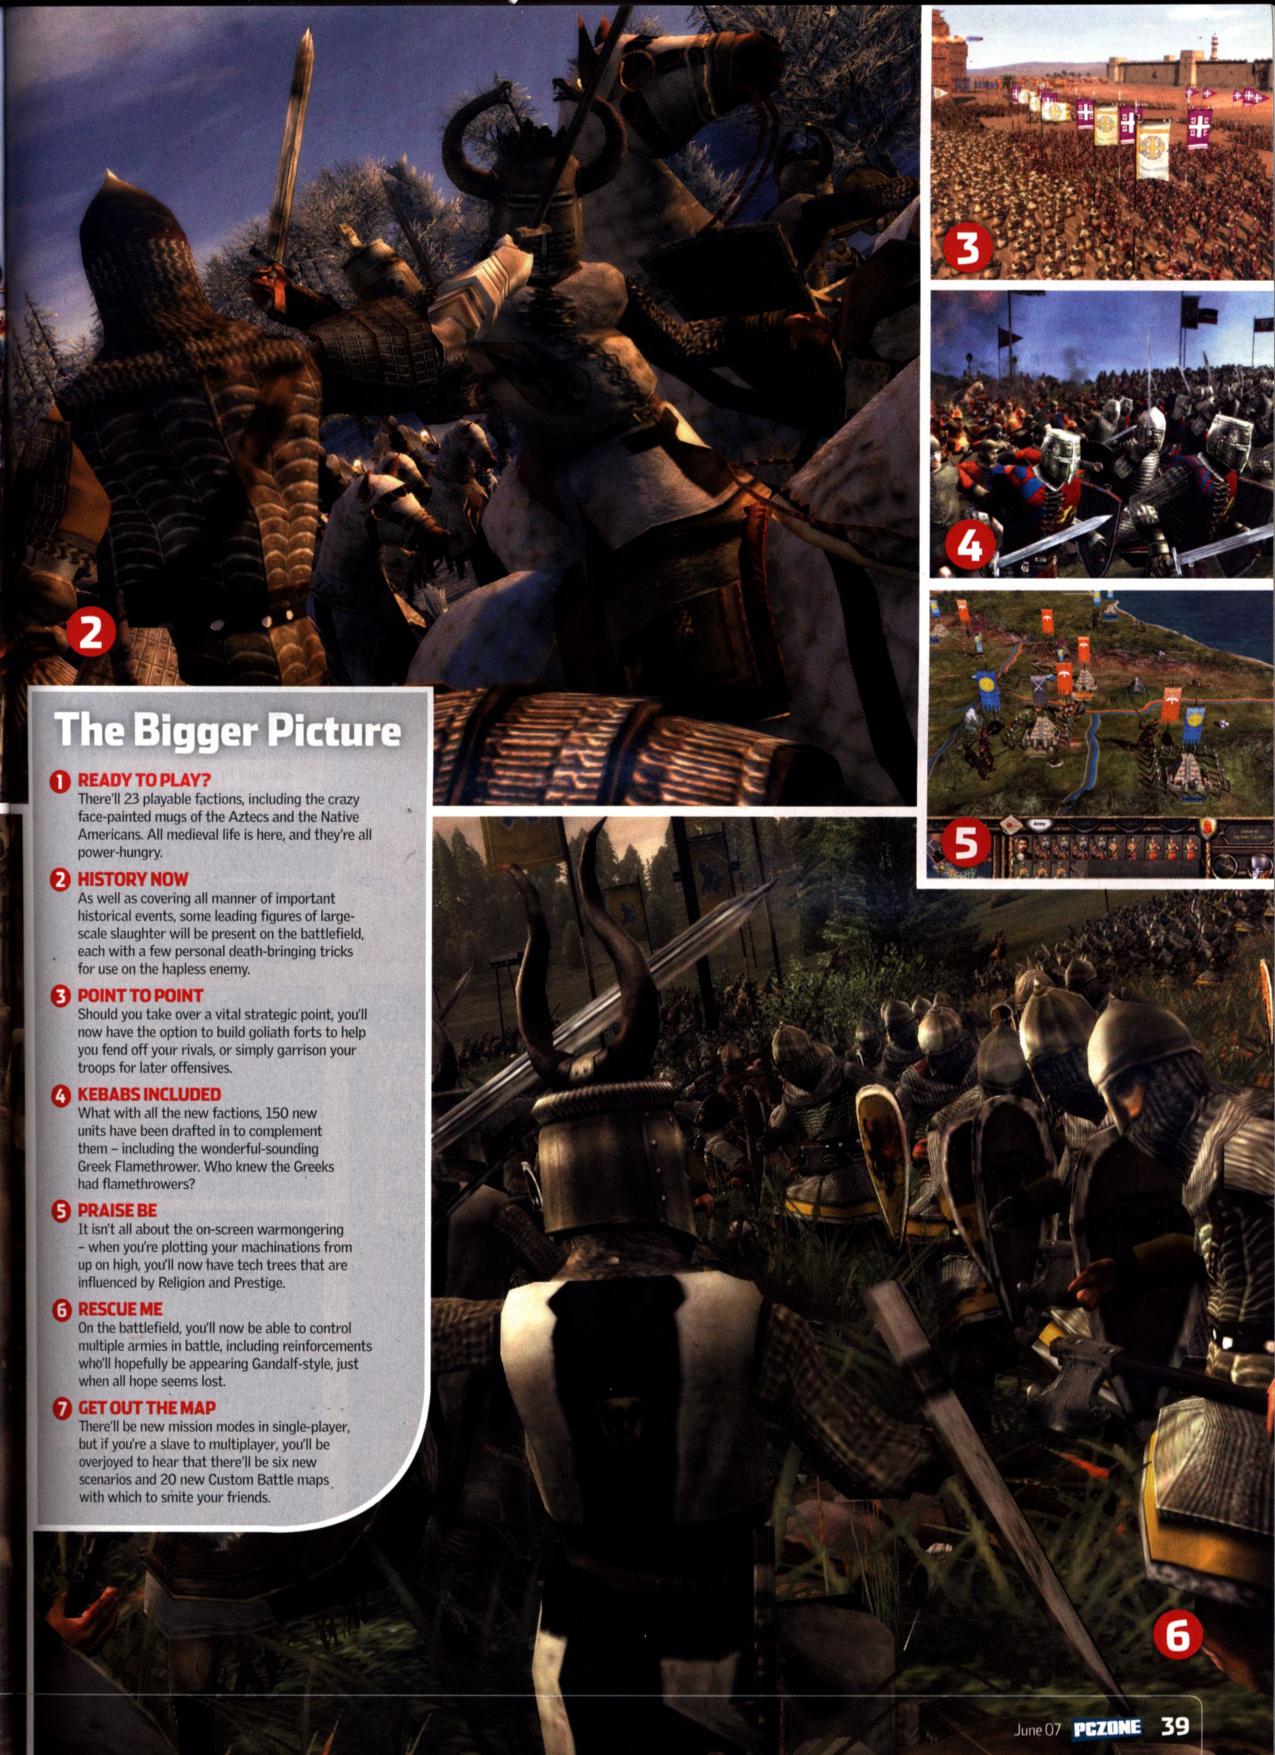 3
4
2
5
The Bigger Picture
1 READY TO PLAY?
There'll 23 playable factions, including the crazy
face-painted mugs of the Aztecs and the Native
Americans. All medieval life is here, and they're all
power-hungry.
2 HISTORY NOW
As well as covering all manner of important
historical events, some leading figures of large-
scale slaughter will be present on the battlefield,
each with a few personal death-bringing tricks
for use on the hapless enemy.
3 POINT TO POINT
Should you take over a vital strategic point, you'll
now have the option to build goliath forts to help
you fend off your rivals, or simply garrison your
troops for later offensives.
4 KEBABS INCLUDED
What with all the new factions, 150 new
units have been drafted in to complement
them – including the wonderful-sounding
Greek Flamethrower. Who knew the Greeks
had flamethrowers?
5 PRAISE BE
It isn't all about the on-screen warmongering
– when you're plotting your machinations from
up on high, you'll now have tech trees that are
influenced by Religion and Prestige.
6 RESCUE ME
On the battlefield, you'll now be able to control
multiple armies in battle, including reinforcements
who'll hopefully be appearing Gandalf-style, just
when all hope seems lost.
7 GET OUT THE MAP
There'll be new mission modes in single-player,
but if you're a slave to multiplayer, you'll be
overjoyed to hear that there'll be six new
scenarios and 20 new Custom Battle maps
with which to smite your friends.
6
June 07 PCZONE 39